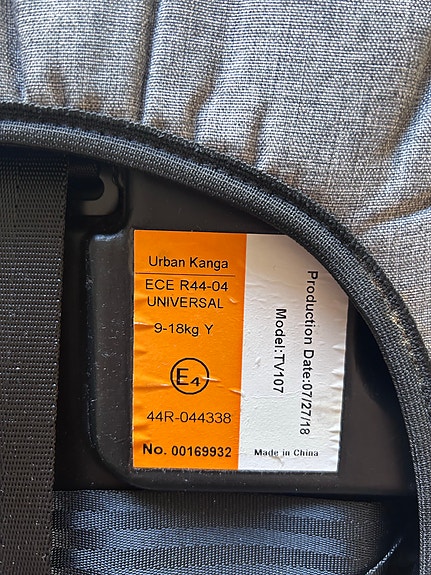 Urban Kanga
ECE R44-04
UNIVERSAL
9-18kg Y
E4
44R-044338
No. 00169932
Production Date:07/27/18
Model:TV107
Made in China